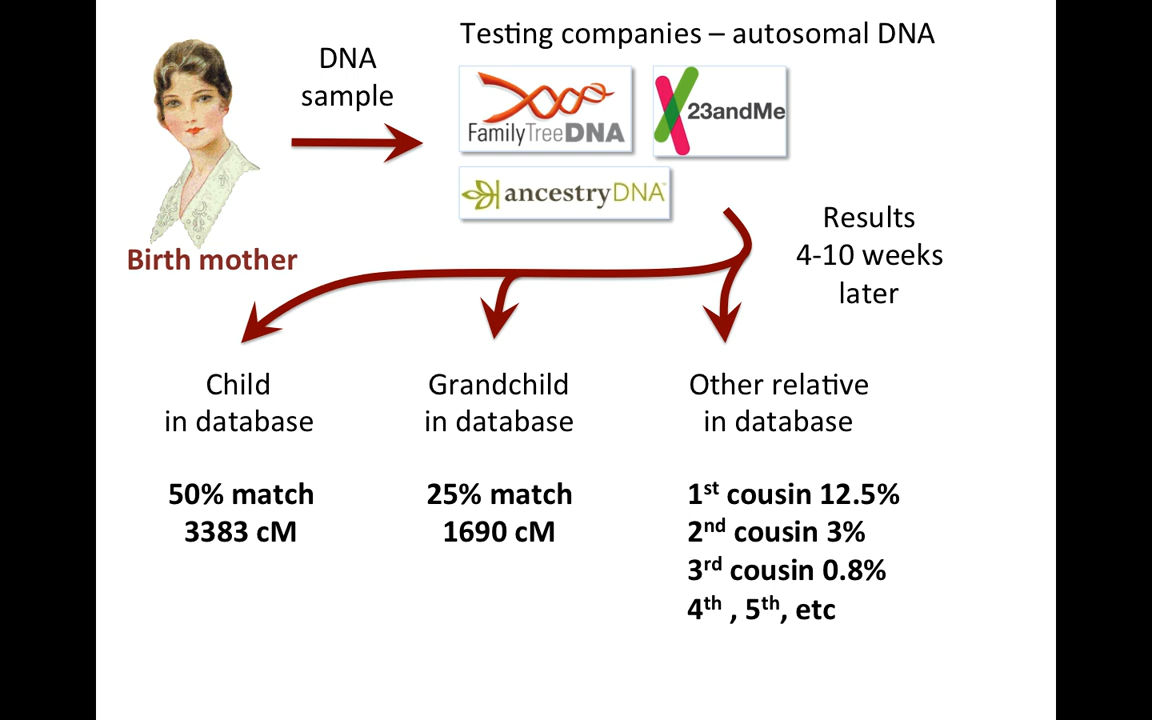 Testing companies – autosomal DNA
DNA
sample
FamilyTreeDNA
23andMe
ancestryDNA™
Birth mother
Results
4-10 weeks
later
Child
in database
Grandchild
in database
Other relative
in database
50% match
3383 cM
25% match
1690 cM
1st cousin 12.5%
2nd cousin 3%
3rd cousin 0.8%
4th , 5th, etc